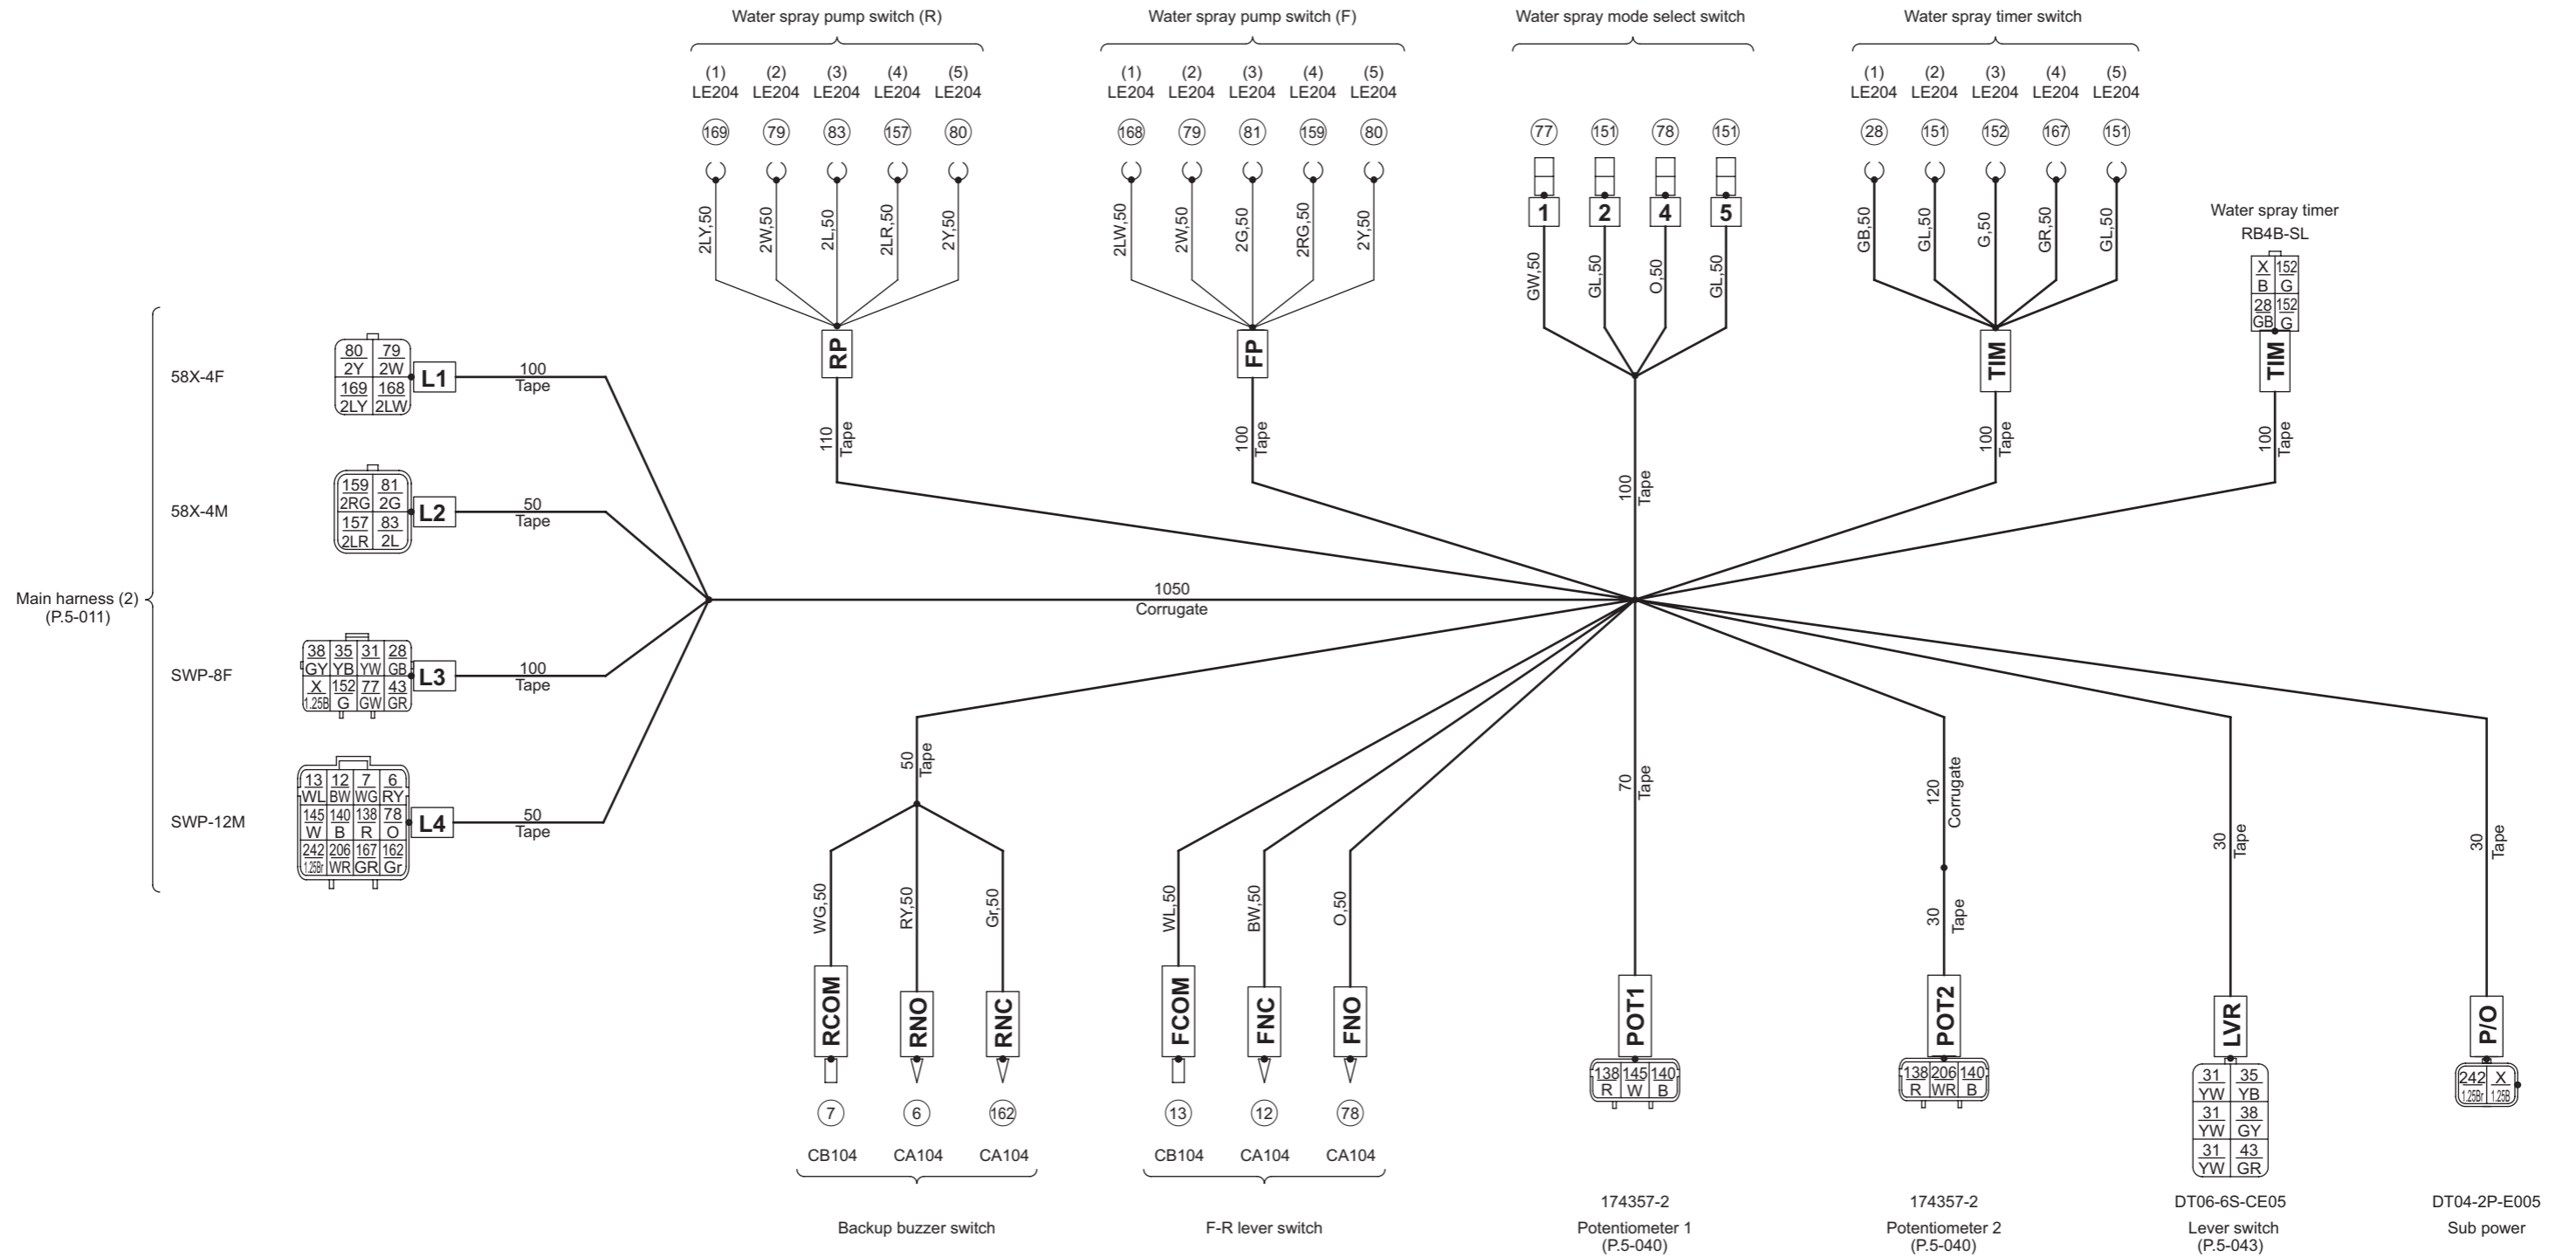 Water spray pump switch (R)
Water spray pump switch (F)
Water spray mode select switch
Water spray timer switch
(1) (2) (3) (4) (5)
LE204 LE204 LE204 LE204 LE204
169 79 83 157 80
2LY,50 2W,50 2L,50 2LR,50 2Y,50
RP
110
Tape
(1) (2) (3) (4) (5)
LE204 LE204 LE204 LE204 LE204
168 79 81 159 80
2LW,50 2W,50 2G,50 2RG,50 2Y,50
FP
100
Tape
77 151 78 151
1 2 4 5
GW,50 GL,50 O,50 GL,50
100
Tape
(1) (2) (3) (4) (5)
LE204 LE204 LE204 LE204 LE204
28 151 152 167 151
GB,50 GL,50 G,50 GR,50 GL,50
TIM
100
Tape
Water spray timer
RB4B-SL
X 152
B G
28 152
GB G
TIM
100
Tape
Main harness (2)
(P.5-011)
58X-4F
80 79
2Y 2W
169 168
2LY 2LW
L1
100
Tape
58X-4M
159 81
2RG 2G
157 83
2LR 2L
L2
50
Tape
SWP-8F
38 35 31 28
GY YB YW GB
X 152 77 43
1.25B G GW GR
L3
100
Tape
SWP-12M
13 12 7 6
WL BW WG RY
145 140 138 78
W B R O
242 206 167 162
1.25Br WR GR Gr
L4
50
Tape
1050
Corrugate
50
Tape
WG,50 RY,50 Gr,50
RCOM RNO RNC
7 6 162
CB104 CA104 CA104
Backup buzzer switch
WL,50 BW,50 O,50
FCOM FNC FNO
13 12 78
CB104 CA104 CA104
F-R lever switch
70
Tape
POT1
138 145 140
R W B
174357-2
Potentiometer 1
(P.5-040)
120
Corrugate
30
Tape
POT2
138 206 140
R WR B
174357-2
Potentiometer 2
(P.5-040)
30
Tape
LVR
31 35
YW YB
31 38
YW GY
31 43
YW GR
DT06-6S-CE05
Lever switch
(P.5-043)
30
Tape
P/O
242 X
1.25Br 1.25B
DT04-2P-E005
Sub power